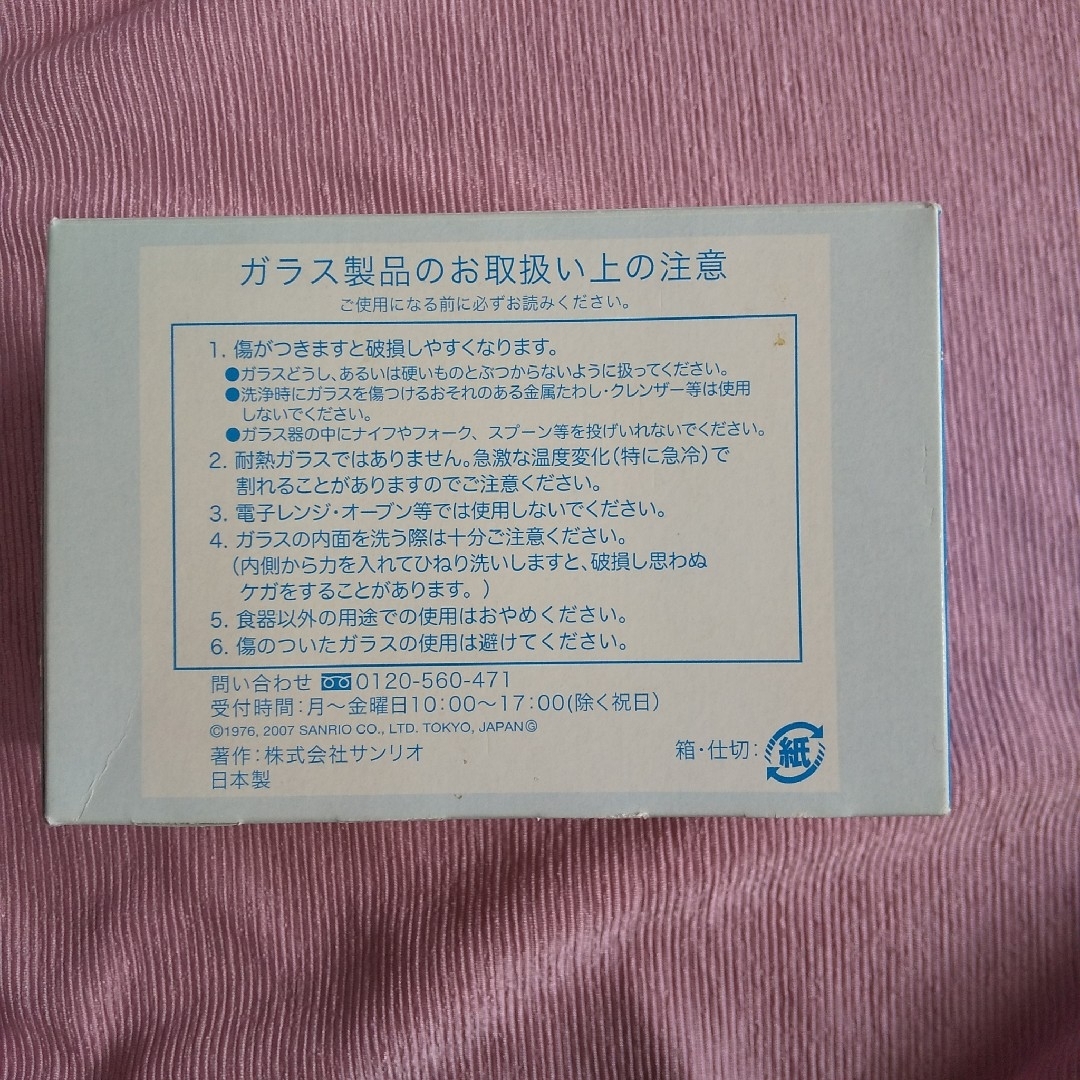 ガラス製品のお取扱い上の注意
ご使用になる前に必ずお読みください。
1. 傷がつきますと破損しやすくなります。
●ガラスどうし、あるいは硬いものとぶつからないように扱ってください。
●洗浄時にガラスを傷つけるおそれのある金属たわし・クレンザー等は使用
しないでください。
●ガラス器の中にナイフやフォーク、スプーン等を投げいれないでください。
2. 耐熱ガラスではありません。急激な温度変化(特に急冷)で
割れることがありますのでご注意ください。
3. 電子レンジ・オーブン等では使用しないでください。
4. ガラスの内面を洗う際は十分ご注意ください。
(内側から力を入れてひねり洗いしますと、破損し思わぬ
ケガをすることがあります。)
5. 食器以外の用途での使用はおやめください。
6. 傷のついたガラスの使用は避けてください。
問い合わせ 0120-560-471
受付時間:月〜金曜日10:00〜17:00(除く祝日)
©1976, 2007 SANRIO CO., LTD. TOKYO, JAPAN Ⓖ
著作:株式会社サンリオ
日本製
箱・仕切: 紙